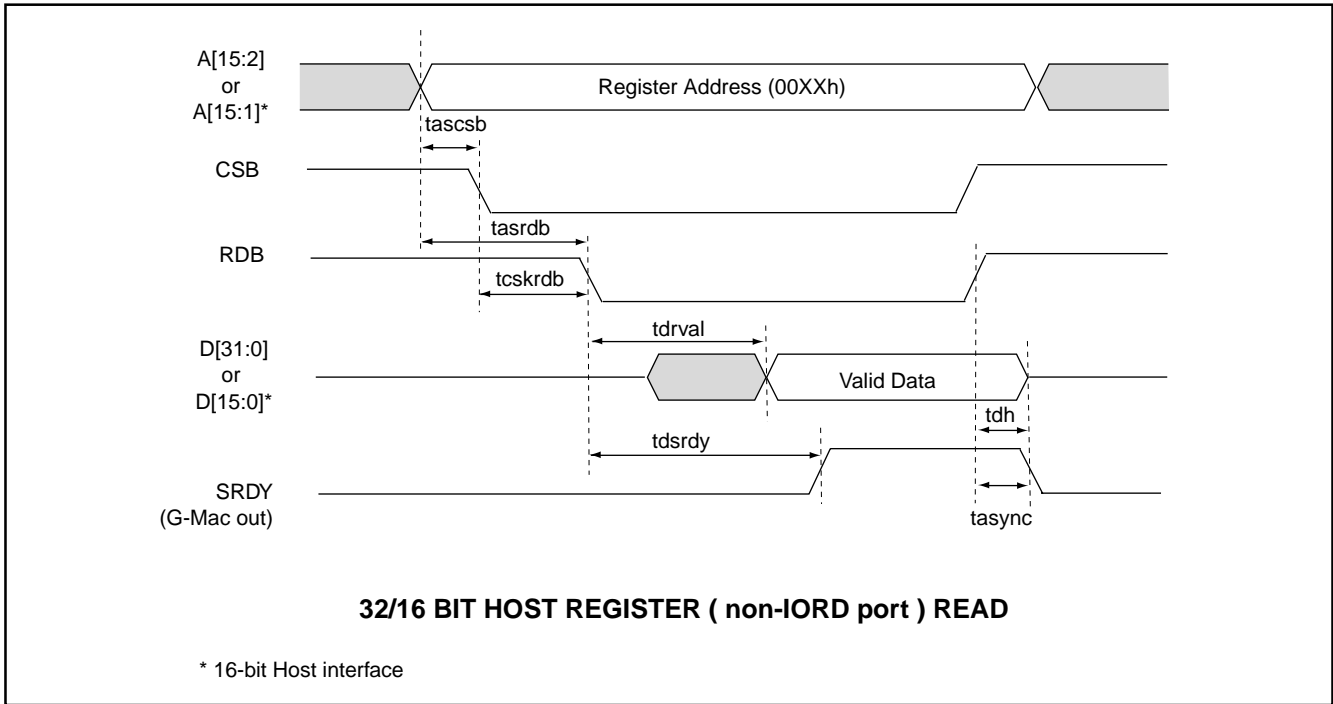 A[15:2]
or
A[15:1]*
Register Address (00XXh)
tascsb
CSB
tasrdb
RDB
tcskrdb
tdrval
D[31:0]
or
D[15:0]*
Valid Data
tdh
tdsrdy
SRDY
(G-Mac out)
tasync
32/16 BIT HOST REGISTER ( non-IORD port ) READ
* 16-bit Host interface